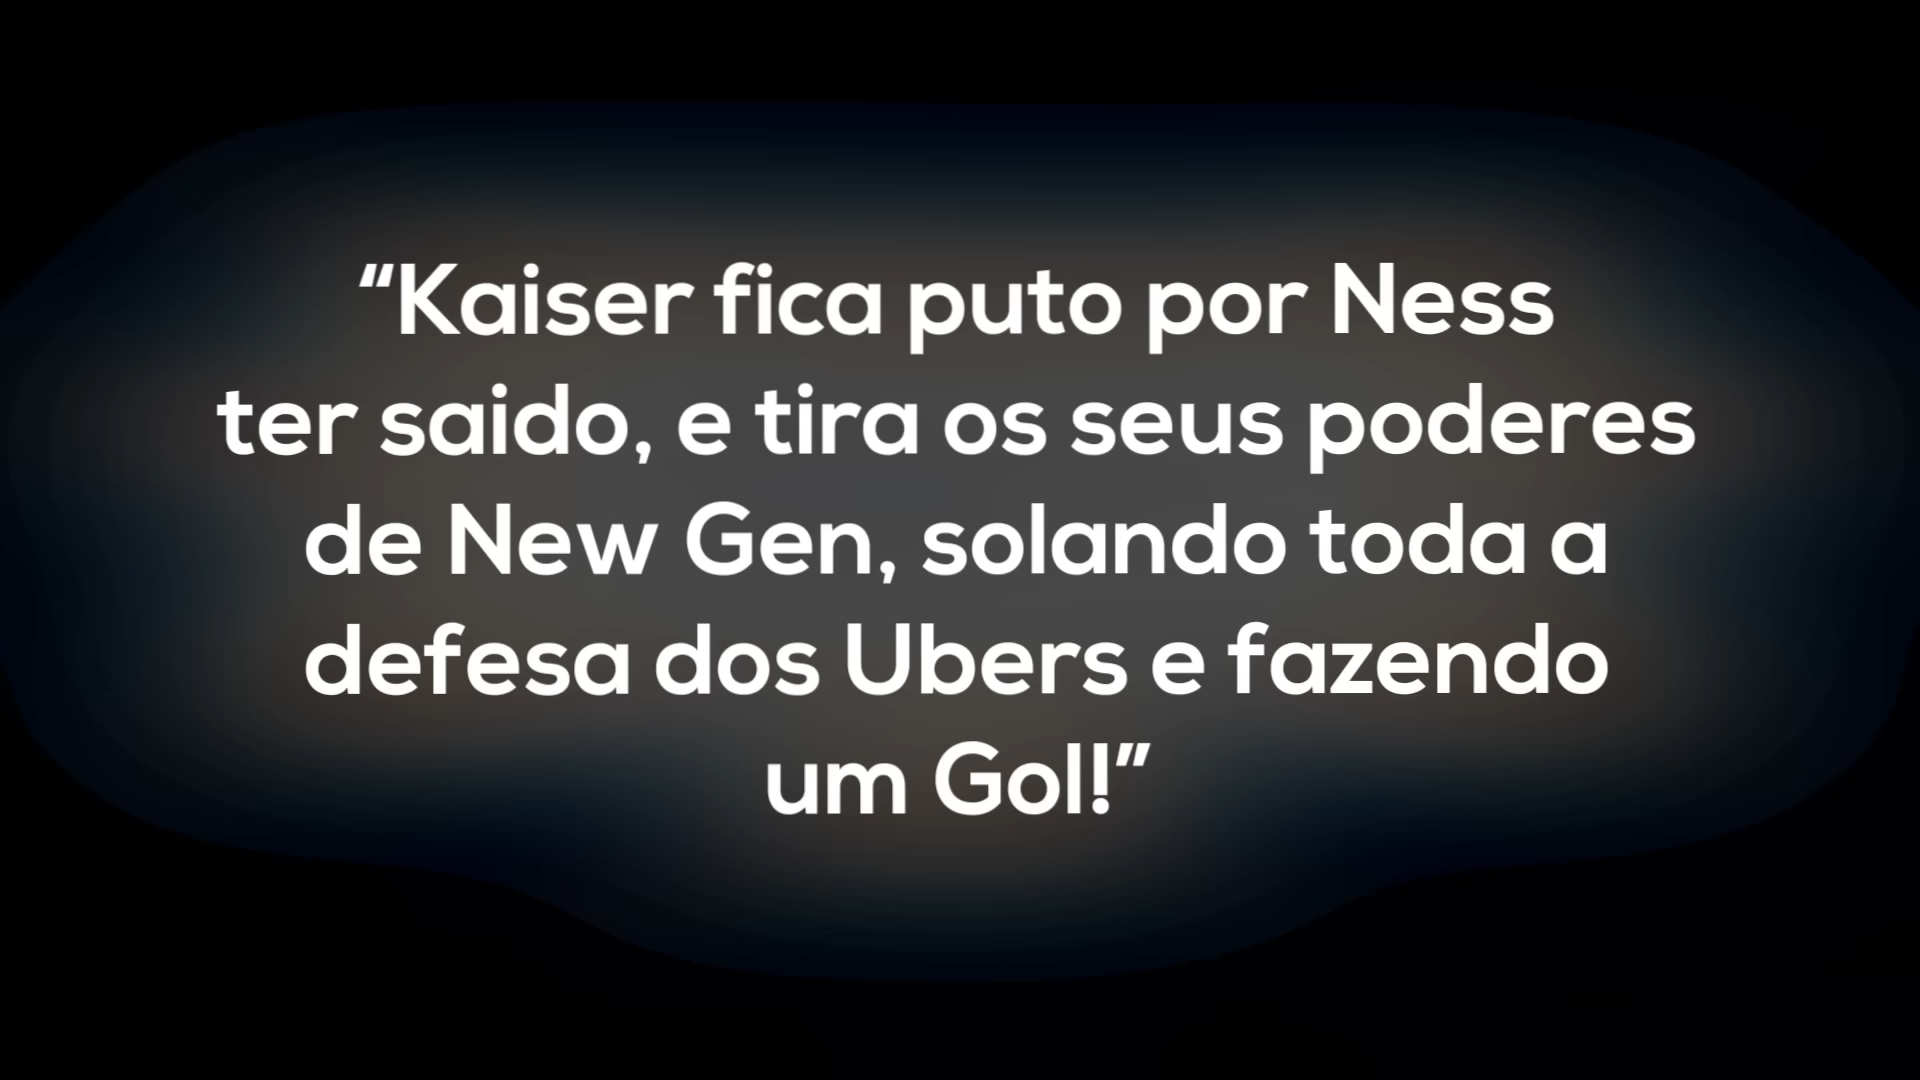 “Kaiser fica puto por Ness
ter saido, e tira os seus poderes
de New Gen, solando toda a
defesa dos Ubers e fazendo
um Gol!”